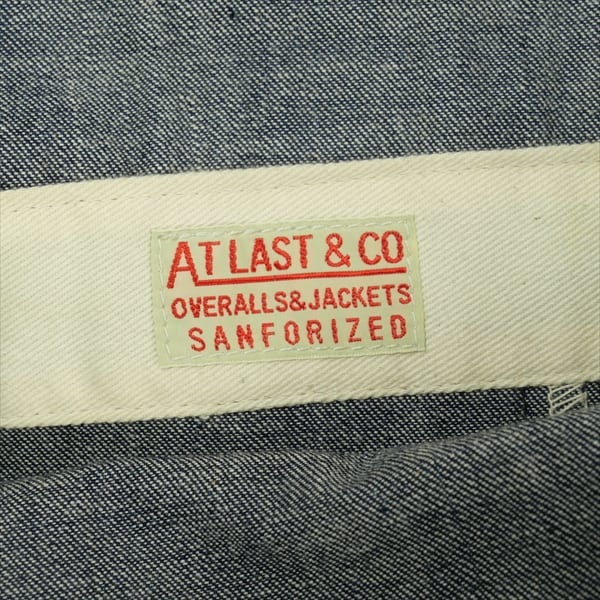 AT LAST & CO
OVERALLS&JACKETS
SANFORIZED